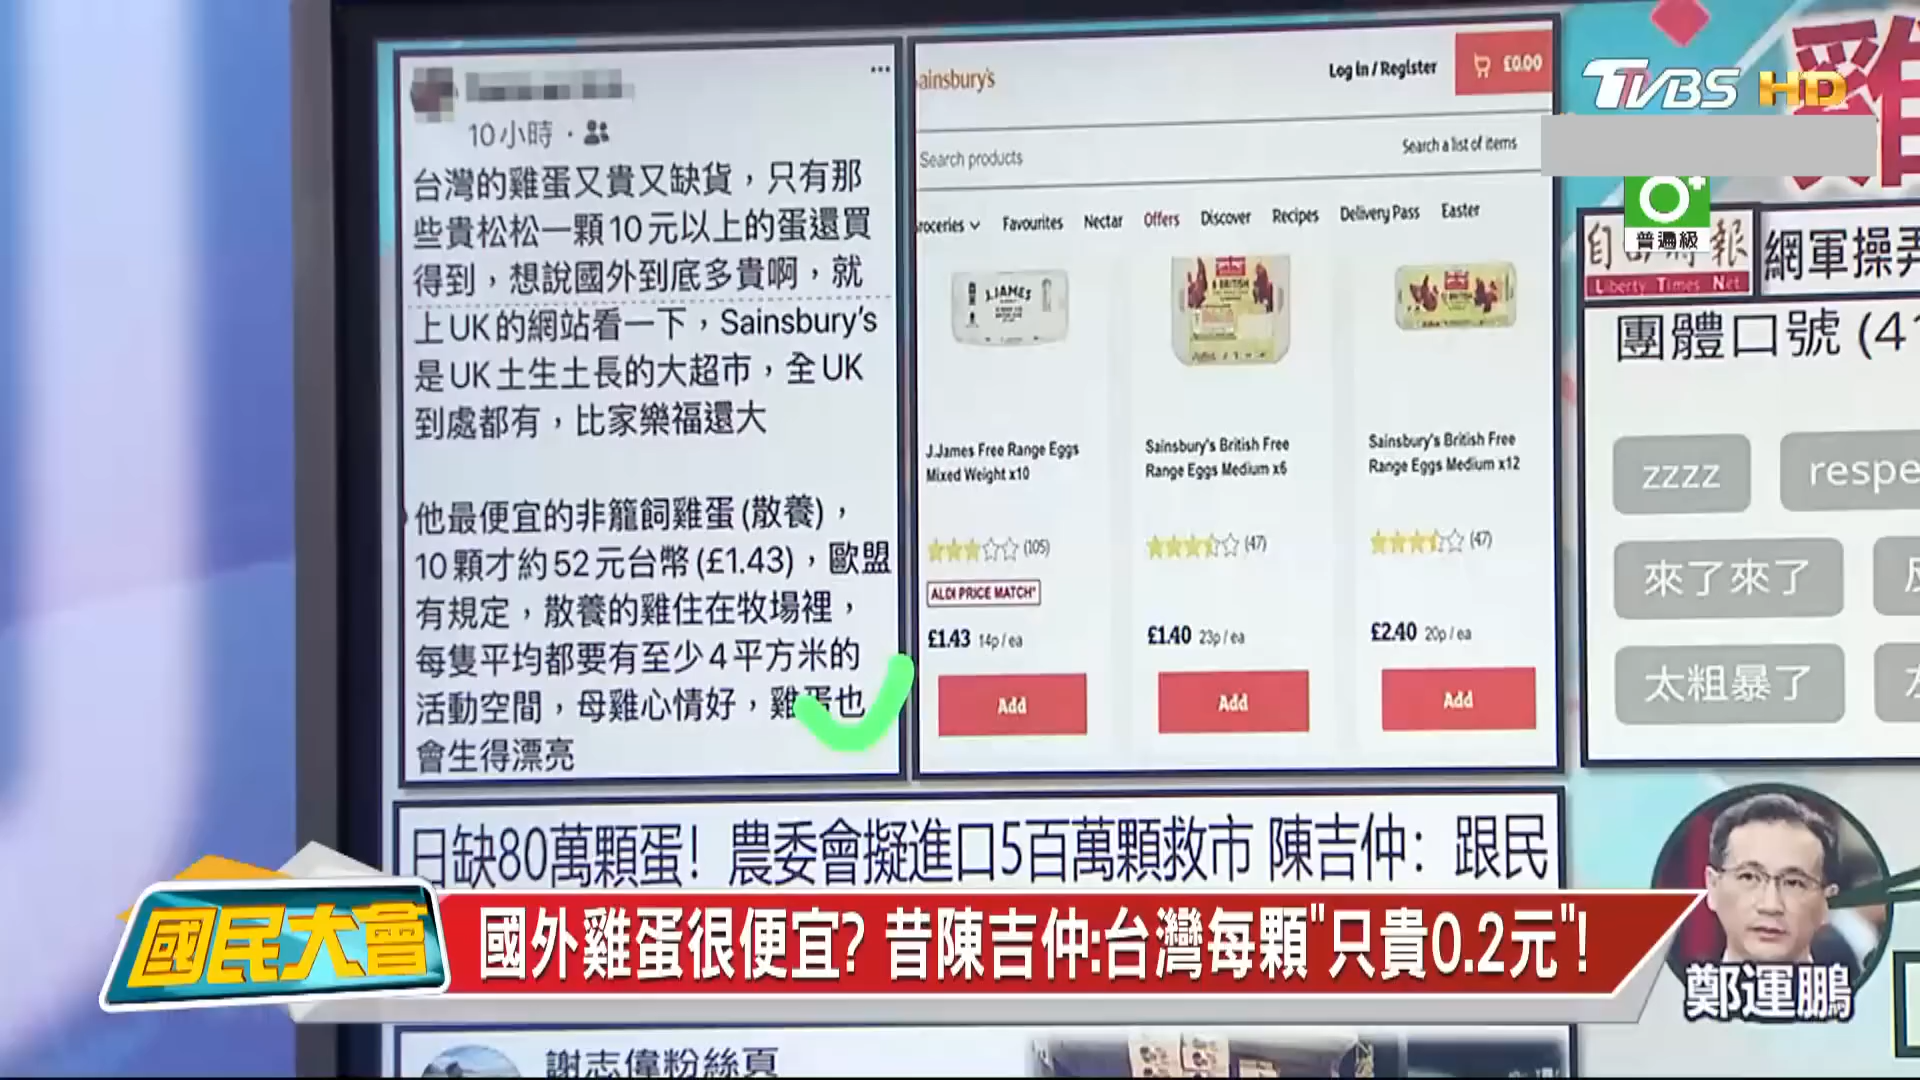 10小時
台灣的雞蛋又貴又缺貨，只有那
些貴松松一顆10元以上的蛋還買
得到，想說國外到底多貴啊，就
上UK的網站看一下，Sainsbury's
是UK土生土長的大超市，全UK
到處都有，比家樂福還大
他最便宜的非籠飼雞蛋(散養)，
10顆才約52元台幣(£1.43)，歐盟
有規定，散養的雞住在牧場裡，
每隻平均都要有至少4平方米的
活動空間，母雞心情好，雞蛋也
會生得漂亮
ainsbury's
Log in / Register
£0.00
Search products
Search a list of items
roceries
Favourites
Nectar
Offers
Discover
Recipes
Delivery Pass
Easter
J.JAMES
J.James Free Range Eggs
Mixed Weight x10
(105)
ALDI PRICE MATCH*
£1.43 14p / ea
Add
Sainsbury's British Free
Range Eggs Medium x6
(47)
£1.40 23p / ea
Add
Sainsbury's British Free
Range Eggs Medium x12
(47)
£2.40 20p / ea
Add
TVBS HD
雞
普遍級
Liberty Times Net
網軍操弄
團體口號 (41
zzzz
respe
來了來了
太粗暴了
日缺80萬顆蛋！農委會擬進口5百萬顆救市 陳吉仲：跟民
國民大會
國外雞蛋很便宜? 昔陳吉仲:台灣每顆"只貴0.2元"!
鄭運鵬
謝志偉粉絲頁